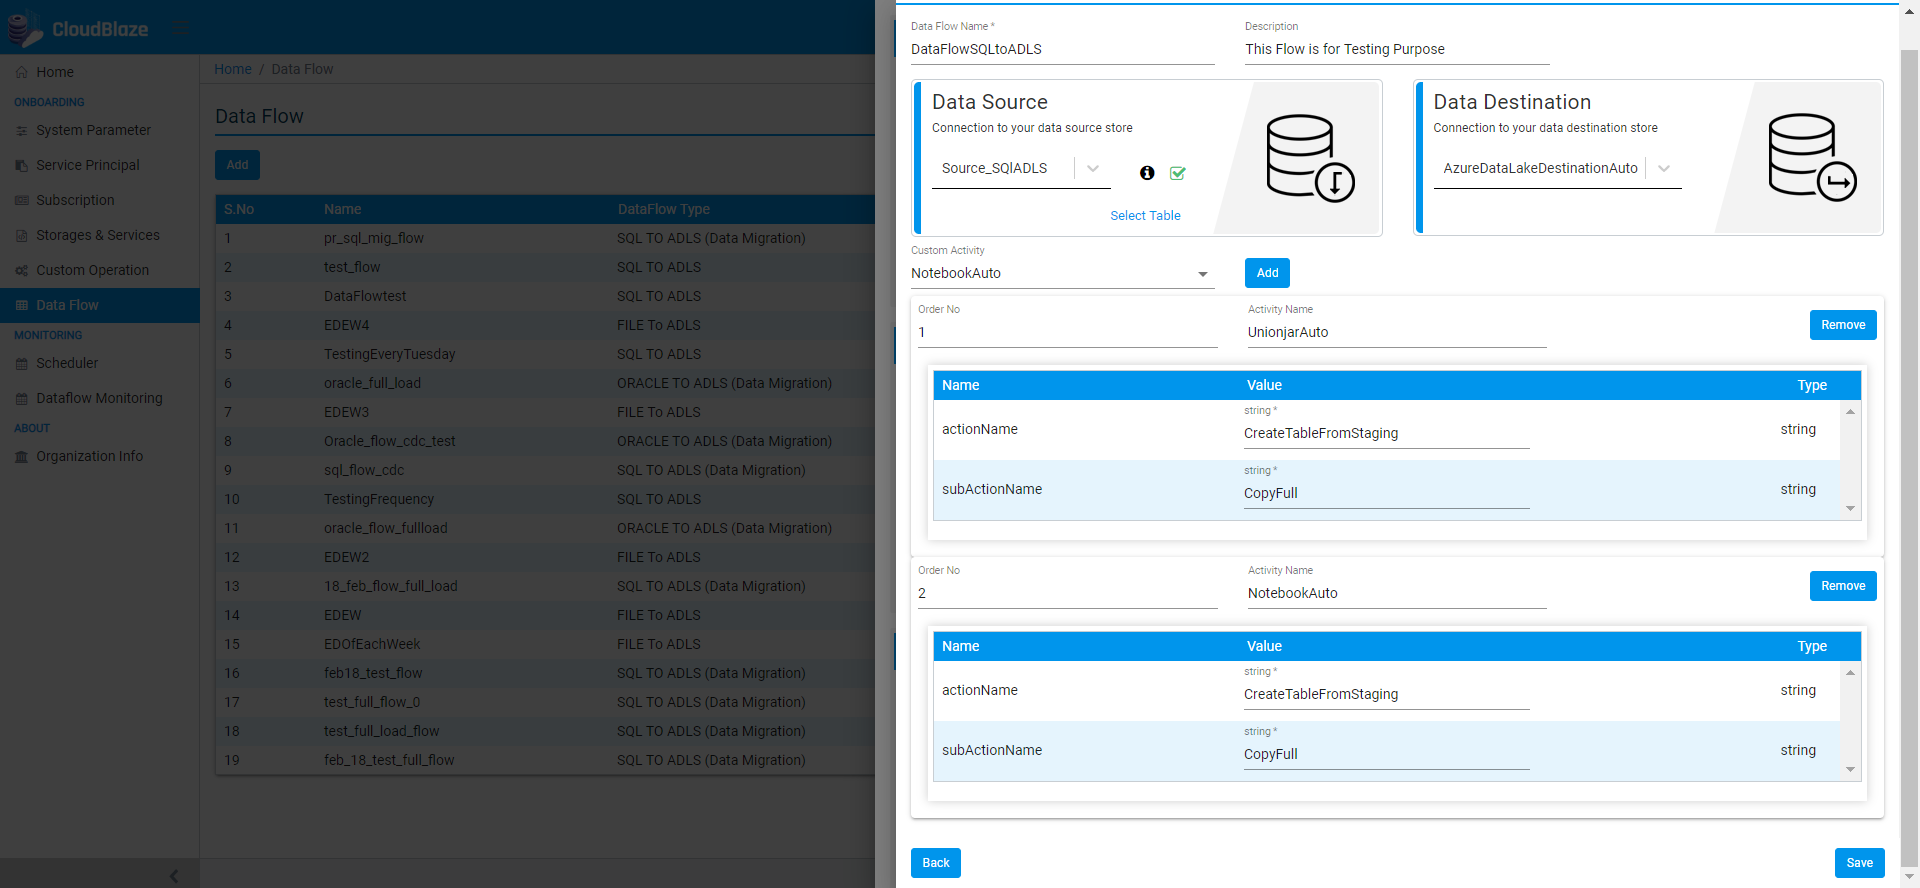 CloudBlaze
Home
ONBOARDING
System Parameter
Service Principal
Subscription
Storages & Services
Custom Operation
Data Flow
MONITORING
Scheduler
Dataflow Monitoring
ABOUT
Organization Info
Home / Data Flow
Data Flow
Add
S.No Name DataFlow Type
1 pr_sql_mig_flow SQL TO ADLS (Data Migration)
2 test_flow SQL TO ADLS
3 DataFlowtest SQL TO ADLS
4 EDEW4 FILE To ADLS
5 TestingEveryTuesday SQL TO ADLS
6 oracle_full_load ORACLE TO ADLS (Data Migration)
7 EDEW3 FILE To ADLS
8 Oracle_flow_cdc_test ORACLE TO ADLS (Data Migration)
9 sql_flow_cdc SQL TO ADLS (Data Migration)
10 TestingFrequency SQL TO ADLS
11 oracle_flow_fullload ORACLE TO ADLS (Data Migration)
12 EDEW2 FILE To ADLS
13 18_feb_flow_full_load SQL TO ADLS (Data Migration)
14 EDEW FILE To ADLS
15 EDOfEachWeek FILE To ADLS
16 feb18_test_flow SQL TO ADLS (Data Migration)
17 test_full_flow_0 SQL TO ADLS (Data Migration)
18 test_full_load_flow SQL TO ADLS (Data Migration)
19 feb_18_test_full_flow SQL TO ADLS (Data Migration)
Data Flow Name * Description
DataFlowSQLtoADLS This Flow is for Testing Purpose
Data Source
Connection to your data source store
Source_SQlADLS
Select Table
Data Destination
Connection to your data destination store
AzureDataLakeDestinationAuto
Custom Activity
NotebookAuto Add
Order No Activity Name
1 UnionjarAuto Remove
Name Value Type
string *
actionName CreateTableFromStaging string
string *
subActionName CopyFull string
Order No Activity Name
2 NotebookAuto Remove
Name Value Type
string *
actionName CreateTableFromStaging string
string *
subActionName CopyFull string
Back Save